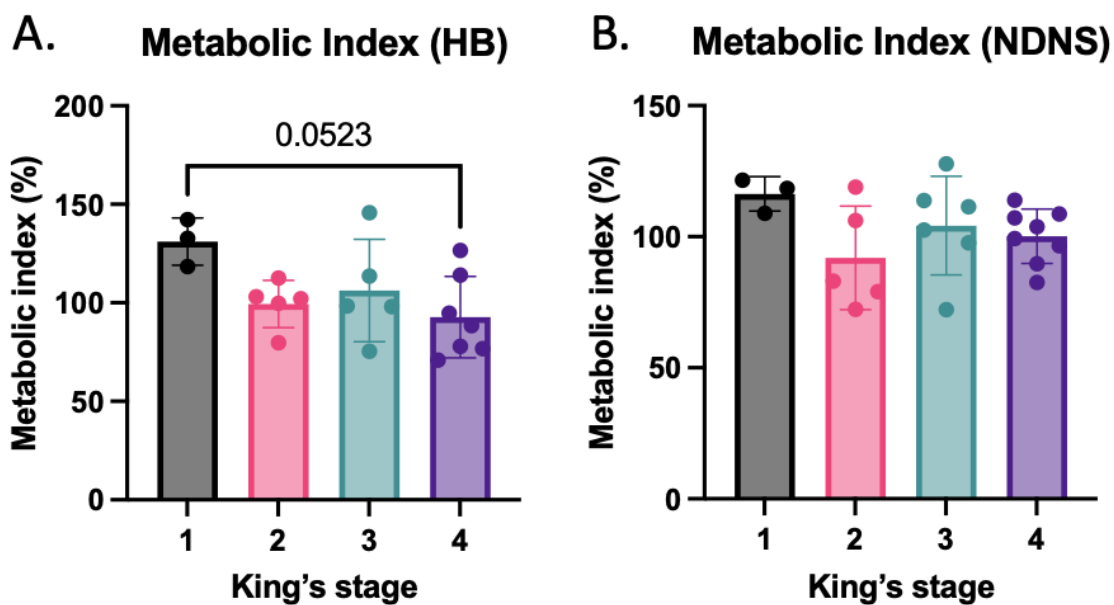 A.
Metabolic Index (HB)
Metabolic index (%)
200
150
100
50
0
0.0523
1 2 3 4
King's stage
B.
Metabolic Index (NDNS)
Metabolic index (%)
150
100
50
0
1 2 3 4
King's stage